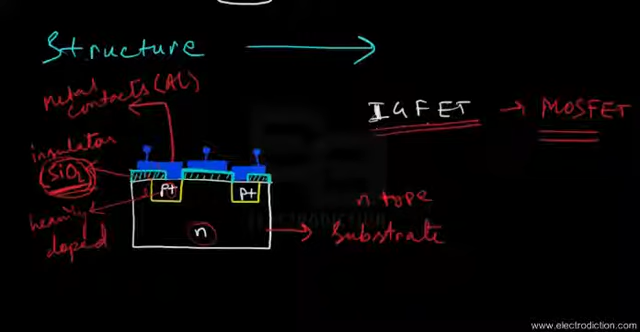 Structure
metal
contacts (AL)
IGFET → MOSFET
insulator
SiO2
p+
p+
heavily
doped
n
n type
Substrate
www.electrodiction.com